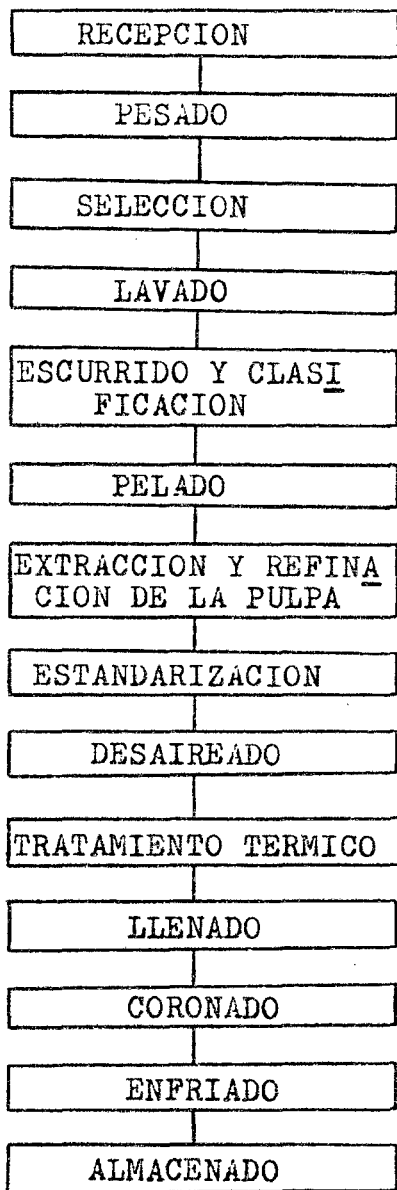 RECEPCION
PESADO
SELECCION
LAVADO
ESCURRIDO Y CLASI
FICACION
PELADO
EXTRACCION Y REFINA
CION DE LA PULPA
ESTANDARIZACION
DESAIREADO
TRATAMIENTO TERMICO
LLENADO
CORONADO
ENFRIADO
ALMACENADO